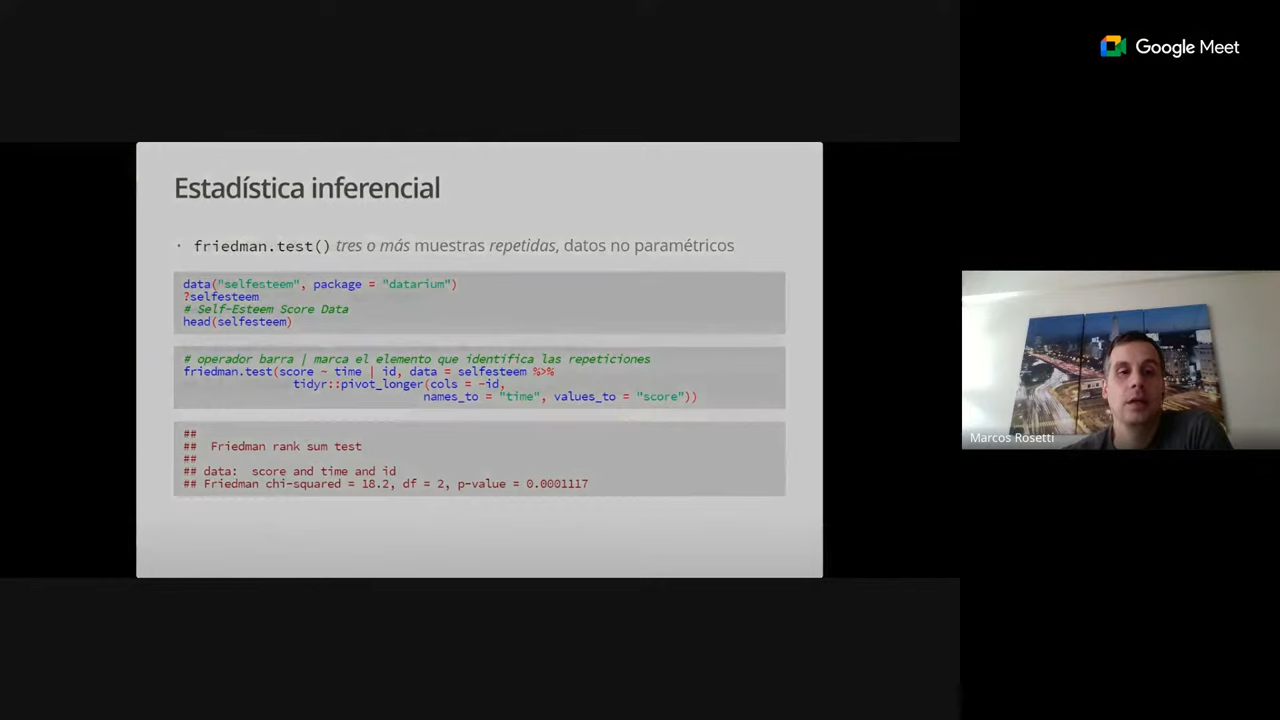 Google Meet
Estadística inferencial
· friedman.test() tres o más muestras repetidas, datos no paramétricos
data("selfesteem", package = "datarium")
?selfesteem
# Self-Esteem Score Data
head(selfesteem)
# operador barra | marca el elemento que identifica las repeticiones
friedman.test(score ~ time | id, data = selfesteem %>%
tidyr::pivot_longer(cols = -id,
names_to = "time", values_to = "score"))
##
## Friedman rank sum test
##
## data: score and time and id
## Friedman chi-squared = 18.2, df = 2, p-value = 0.0001117
Marcos Rosetti